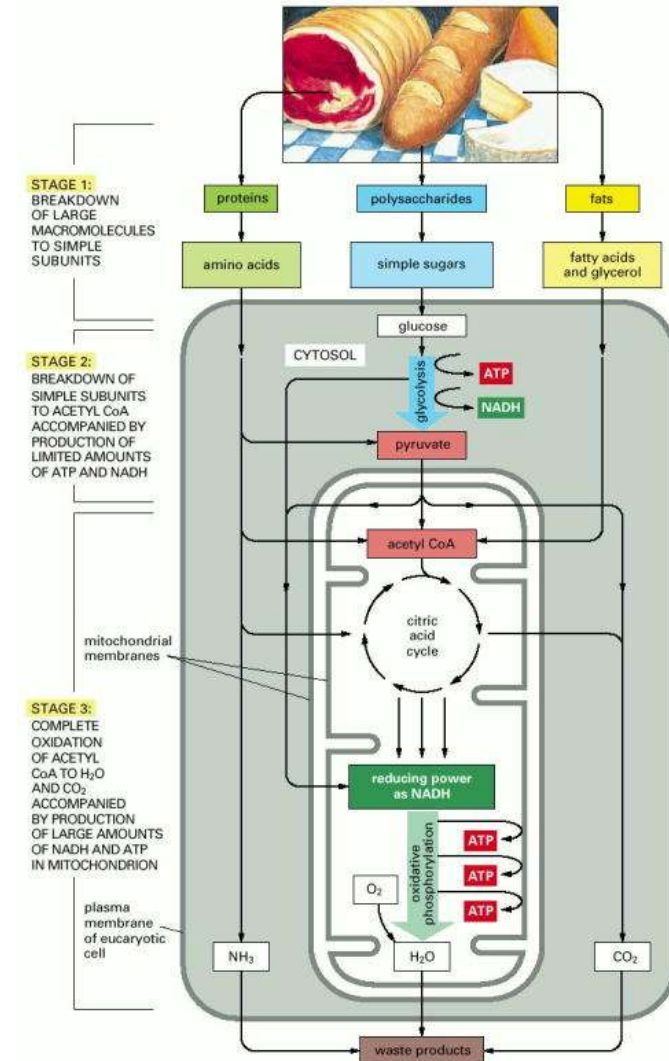 STAGE 1:
BREAKDOWN
OF LARGE
MACROMOLECULES
TO SIMPLE
SUBUNITS
proteins
polysaccharides
fats
amino acids
simple sugars
fatty acids
and glycerol
glucose
CYTOSOL
STAGE 2:
BREAKDOWN OF
SIMPLE SUBUNITS
TO ACETYL CoA
ACCOMPANIED BY
PRODUCTION OF
LIMITED AMOUNTS
OF ATP AND NADH
glycolysis
ATP
NADH
pyruvate
acetyl CoA
citric
acid
cycle
mitochondrial
membranes
STAGE 3:
COMPLETE
OXIDATION
OF ACETYL
CoA TO H₂O
AND CO₂
ACCOMPANIED
BY PRODUCTION
OF LARGE AMOUNTS
OF NADH AND ATP
IN MITOCHONDRION
reducing power
as NADH
oxidative
phosphorylation
ATP
ATP
ATP
O₂
plasma
membrane
of eucaryotic
cell
NH₃
H₂O
CO₂
waste products